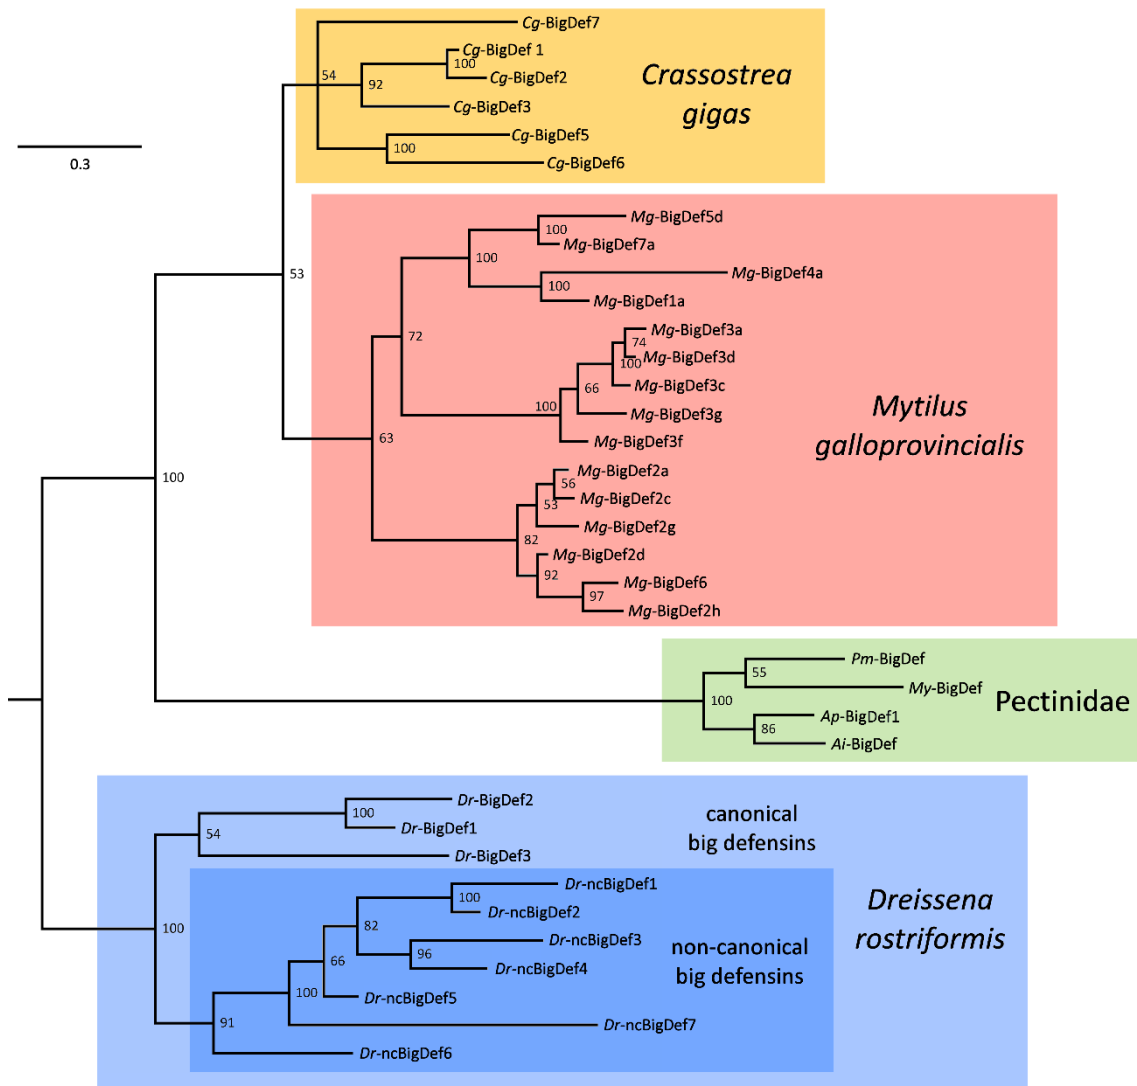 Cg-BigDef7
Cg-BigDef 1
100
54
92
Cg-BigDef2
Crassostrea
gigas
Cg-BigDef3
Cg-BigDef5
100
Cg-BigDef6
0.3
53
Mg-BigDef5d
100
Mg-BigDef7a
100
Mg-BigDef4a
100
Mg-BigDef1a
72
Mg-BigDef3a
74
Mg-BigDef3d
100
Mg-BigDef3c
66
100
Mg-BigDef3g
Mg-BigDef3f
63
Mytilus
galloprovincialis
Mg-BigDef2a
56
Mg-BigDef2c
53
Mg-BigDef2g
82
Mg-BigDef2d
92
Mg-BigDef6
97
Mg-BigDef2h
100
Pm-BigDef
55
My-BigDef
100
Pectinidae
Ap-BigDef1
86
Ai-BigDef
Dr-BigDef2
100
Dr-BigDef1
54
Dr-BigDef3
canonical
big defensins
100
Dr-ncBigDef1
100
Dr-ncBigDef2
82
Dr-ncBigDef3
96
Dr-ncBigDef4
66
Dr-ncBigDef5
100
Dr-ncBigDef7
91
Dr-ncBigDef6
non-canonical
big defensins
Dreissena
rostriformis